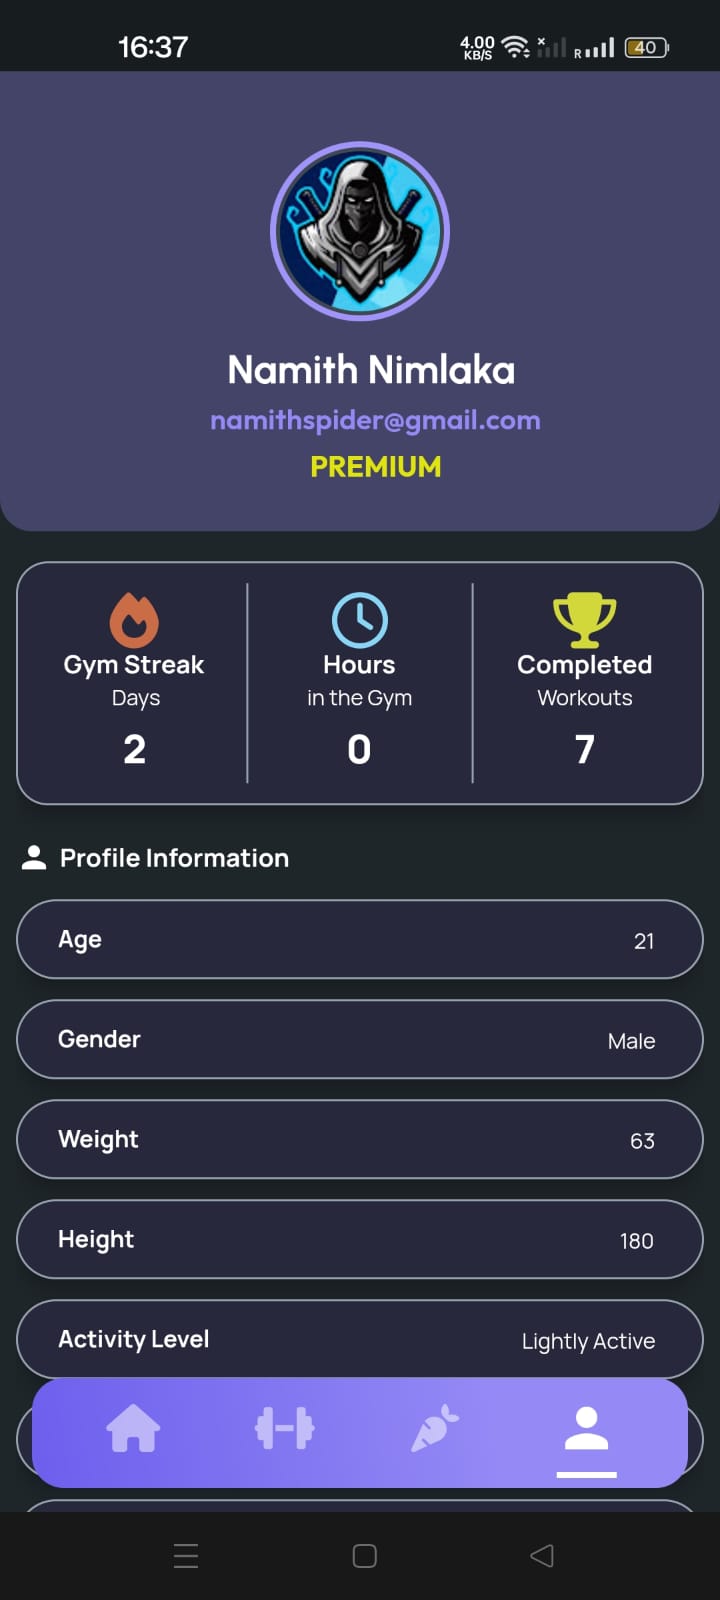 16:37
4.00
KB/S
R
40
Namith Nimlaka
namithspider@gmail.com
PREMIUM
Gym Streak
Days
2
Hours
in the Gym
0
Completed
Workouts
7
Profile Information
Age 21
Gender Male
Weight 63
Height 180
Activity Level Lightly Active